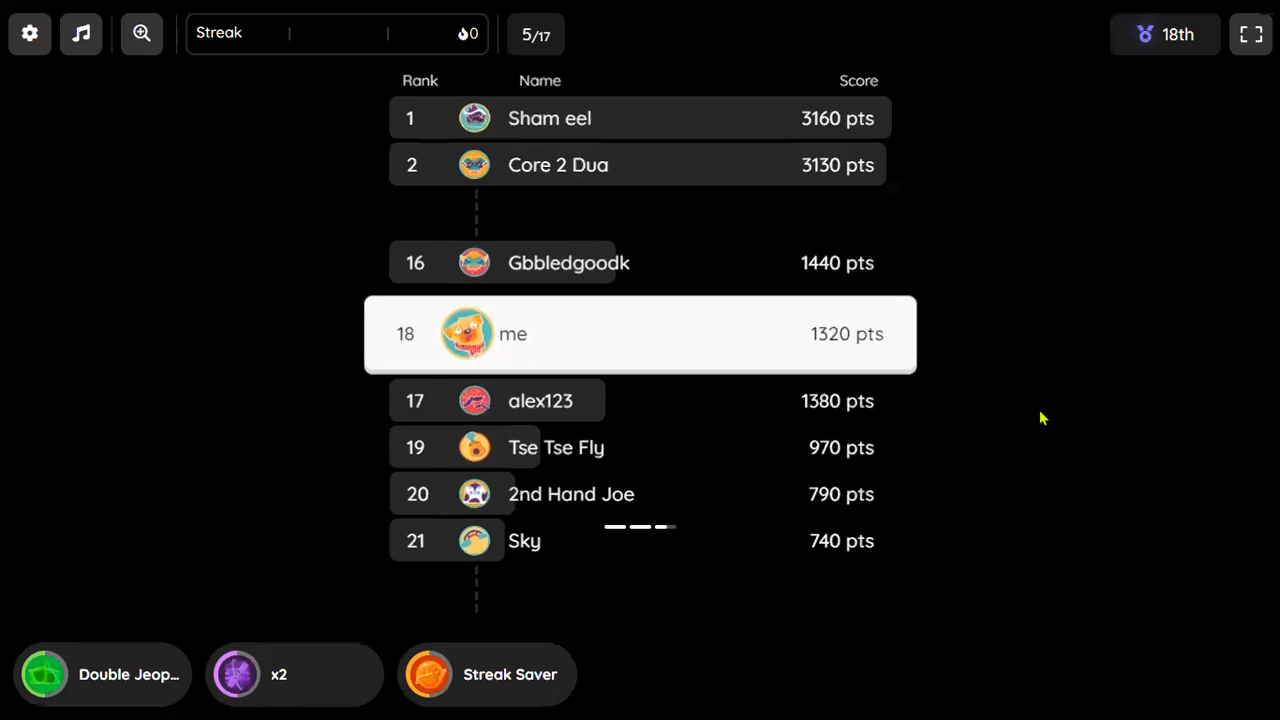 Streak 0 5/17 18th
Rank Name Score
1 Sham eel 3160 pts
2 Core 2 Dua 3130 pts
16 Gbbledgoodk 1440 pts
18 me 1320 pts
17 alex123 1380 pts
19 Tse Tse Fly 970 pts
20 2nd Hand Joe 790 pts
21 Sky 740 pts
Double Jeop... x2 Streak Saver